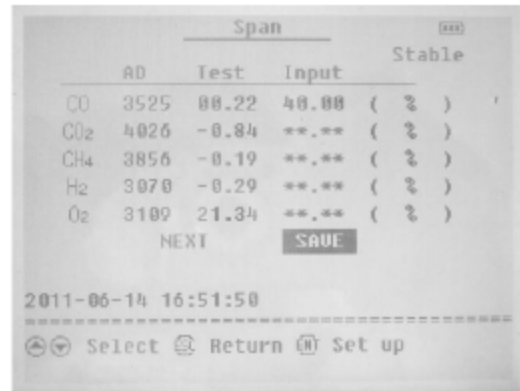 Span
Stable
AD Test Input
CO 3525 00.22 40.00 ( % )
CO₂ 4026 -0.84 **.** ( % )
CH₄ 3856 -0.19 **.** ( % )
H₂ 3070 -0.29 **.** ( % )
O₂ 3109 21.34 **.** ( % )
NEXT SAVE
2011-06-14 16:51:50
Select Return (M) Set up